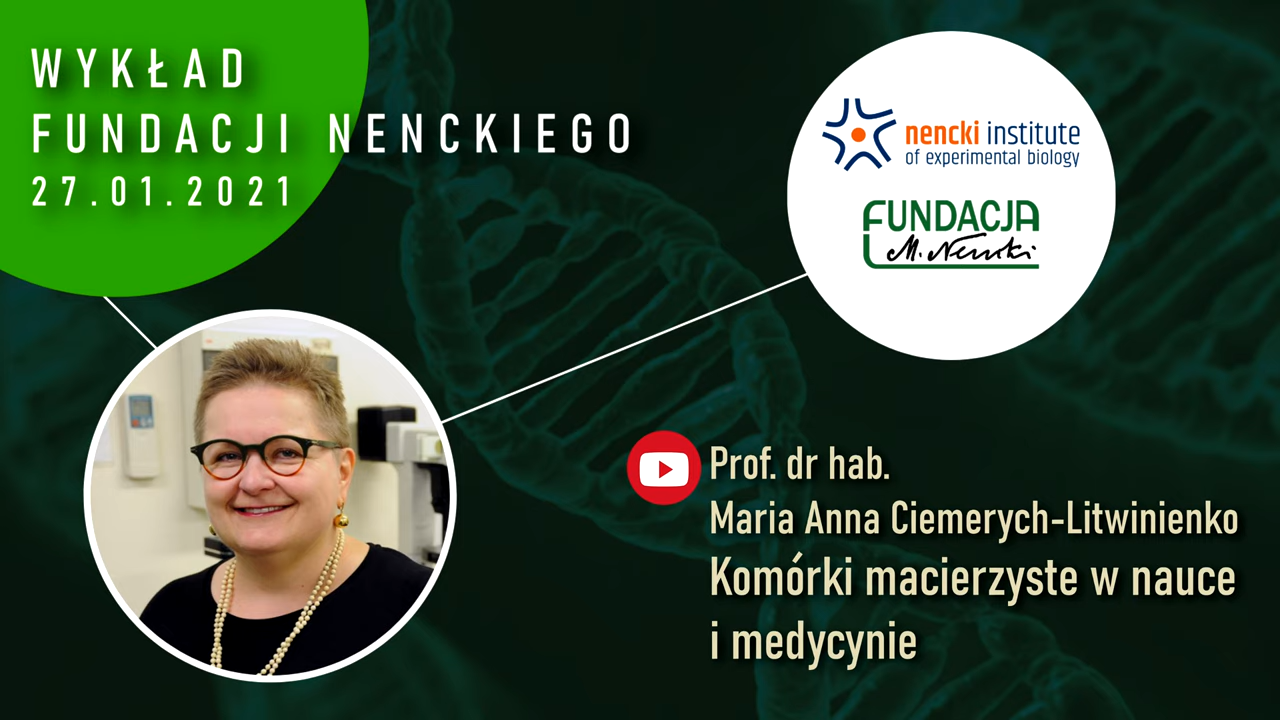 WYKŁAD
FUNDACJI NENCKIEGO
27.01.2021
nencki institute
of experimental biology
FUNDACJA
M. Nencki
Prof. dr hab.
Maria Anna Ciemerych-Litwinienko
Komórki macierzyste w nauce
i medycynie